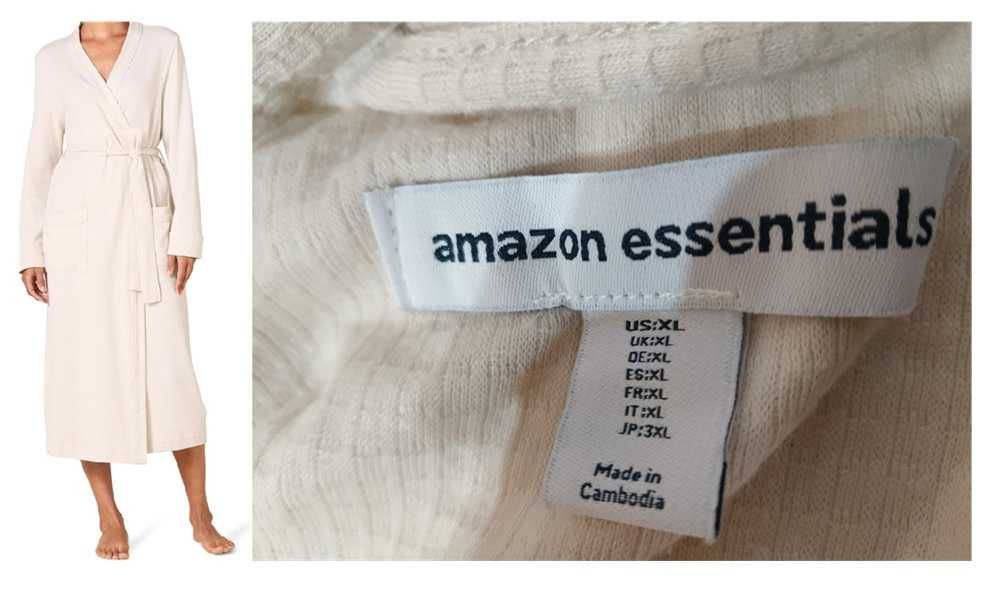 amazon essentials
US:XL
UK:XL
DE:XL
ES:XL
FR:XL
IT:XL
JP:3XL
Made in
Cambodia